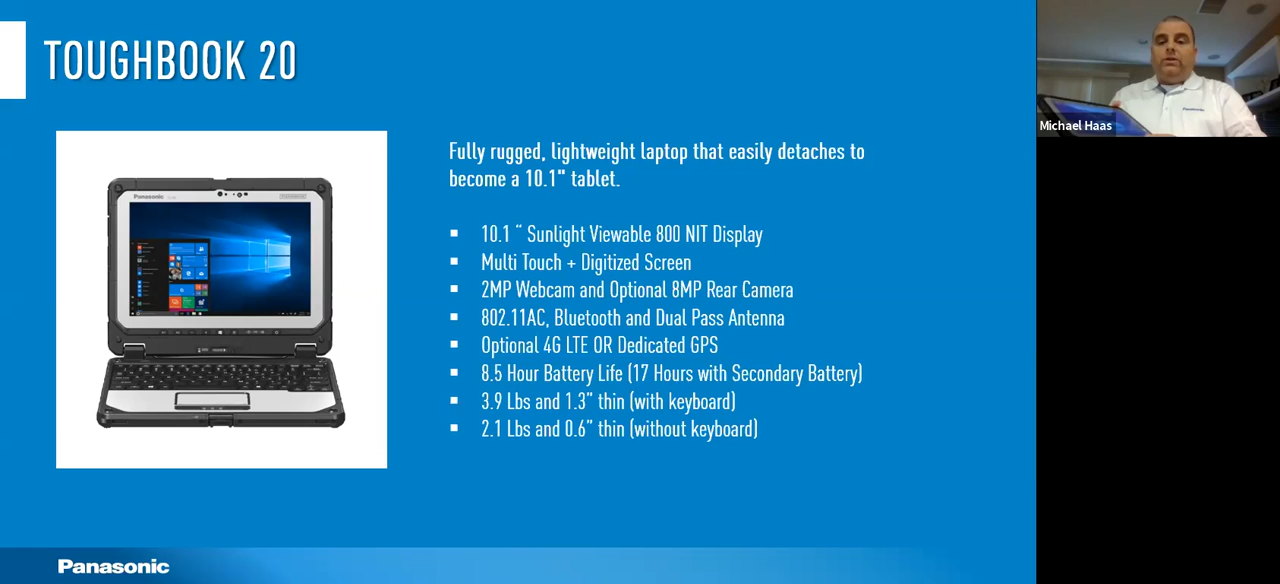 TOUGHBOOK 20
Michael Haas
Panasonic
Fully rugged, lightweight laptop that easily detaches to
become a 10.1" tablet.
▪ 10.1 “ Sunlight Viewable 800 NIT Display
▪ Multi Touch + Digitized Screen
▪ 2MP Webcam and Optional 8MP Rear Camera
▪ 802.11AC, Bluetooth and Dual Pass Antenna
▪ Optional 4G LTE OR Dedicated GPS
▪ 8.5 Hour Battery Life (17 Hours with Secondary Battery)
▪ 3.9 Lbs and 1.3” thin (with keyboard)
▪ 2.1 Lbs and 0.6” thin (without keyboard)
Panasonic
Panasonic